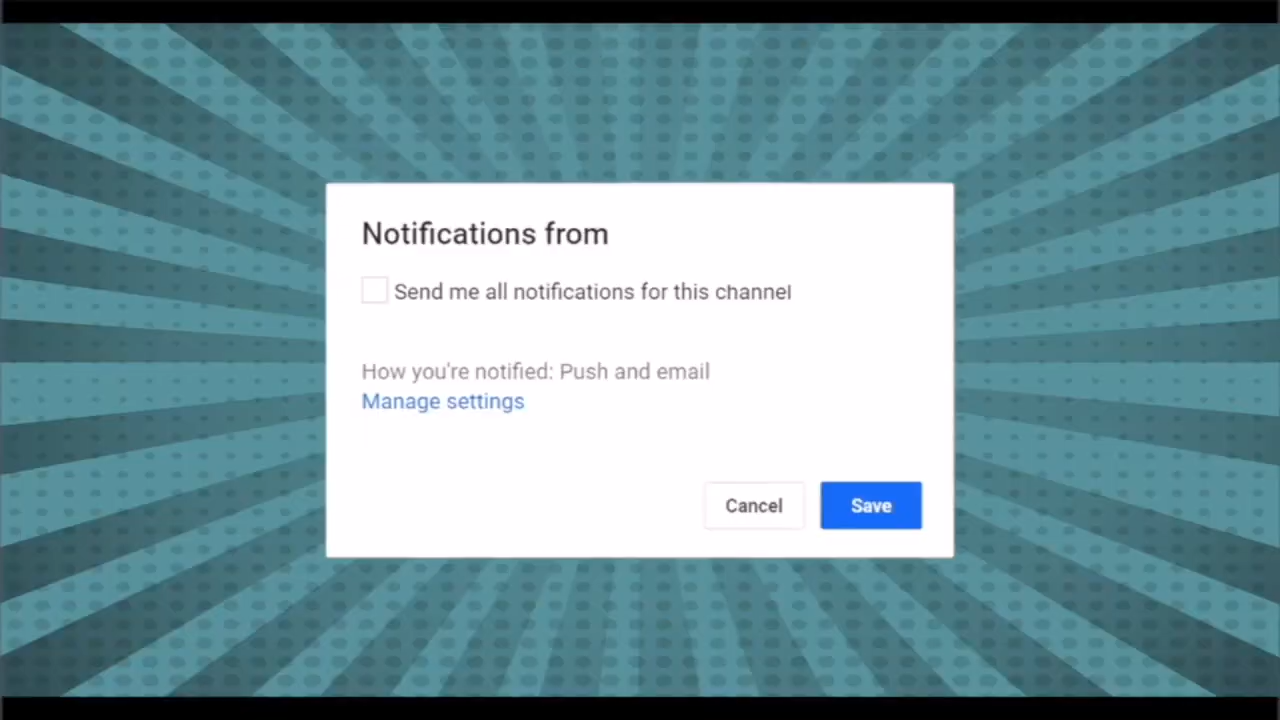 Notifications from
Send me all notifications for this channel
How you're notified: Push and email
Manage settings
Cancel
Save